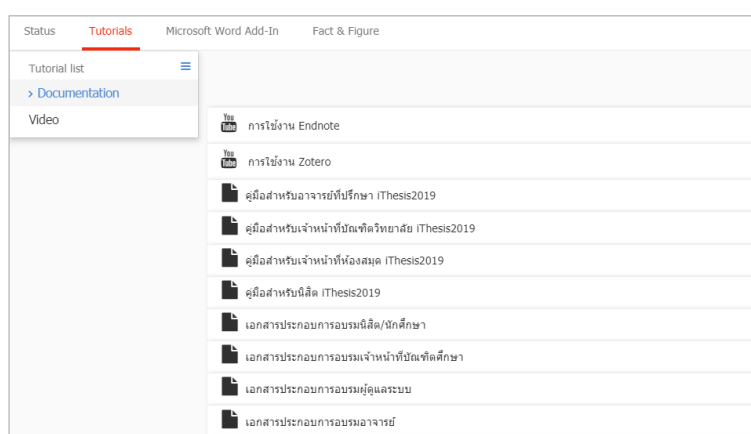 Status Tutorials Microsoft Word Add-In Fact & Figure
Tutorial list
› Documentation
Video
You Tube การใช้งาน Endnote
You Tube การใช้งาน Zotero
คู่มือสำหรับอาจารย์ที่ปรึกษา iThesis2019
คู่มือสำหรับเจ้าหน้าที่บัณฑิตวิทยาลัย iThesis2019
คู่มือสำหรับเจ้าหน้าที่ห้องสมุด iThesis2019
คู่มือสำหรับนิสิต iThesis2019
เอกสารประกอบการอบรมนิสิต/นักศึกษา
เอกสารประกอบการอบรมเจ้าหน้าที่บัณฑิตศึกษา
เอกสารประกอบการอบรมผู้ดูแลระบบ
เอกสารประกอบการอบรมอาจารย์